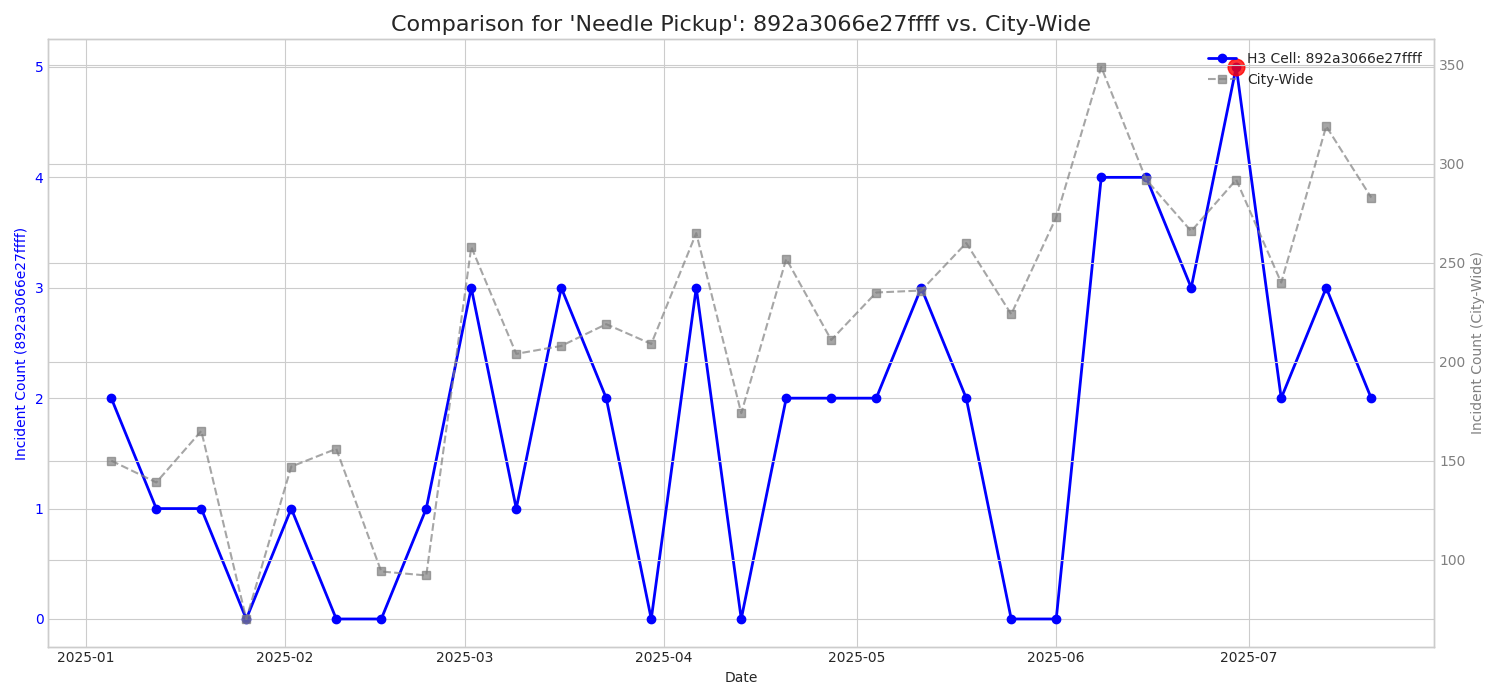 Comparison for 'Needle Pickup': 892a3066e27ffff vs. City-Wide
H3 Cell: 892a3066e27ffff
City-Wide
Incident Count (892a3066e27ffff)
5
4
3
2
1
0
350
300
250
200
150
100
Incident Count (City-Wide)
2025-01 2025-02 2025-03 2025-04 2025-05 2025-06 2025-07
Date